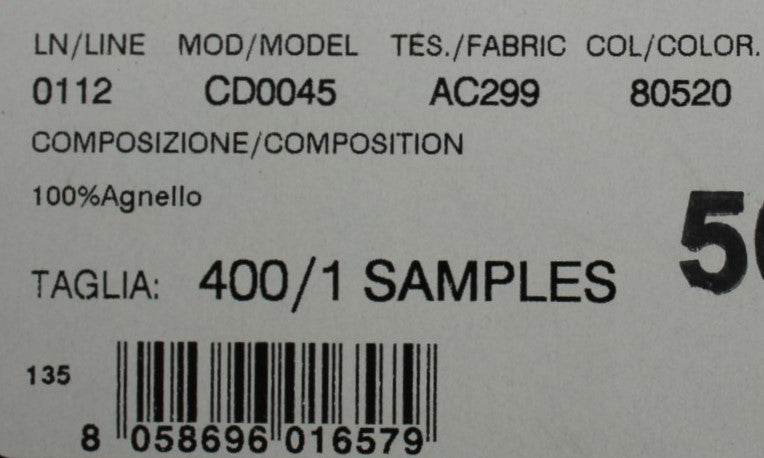 LN/LINE MOD/MODEL TES./FABRIC COL/COLOR.
0112 CD0045 AC299 80520
COMPOSIZIONE/COMPOSITION
100%Agnello
TAGLIA: 400/1 SAMPLES
135
8 058696 016579